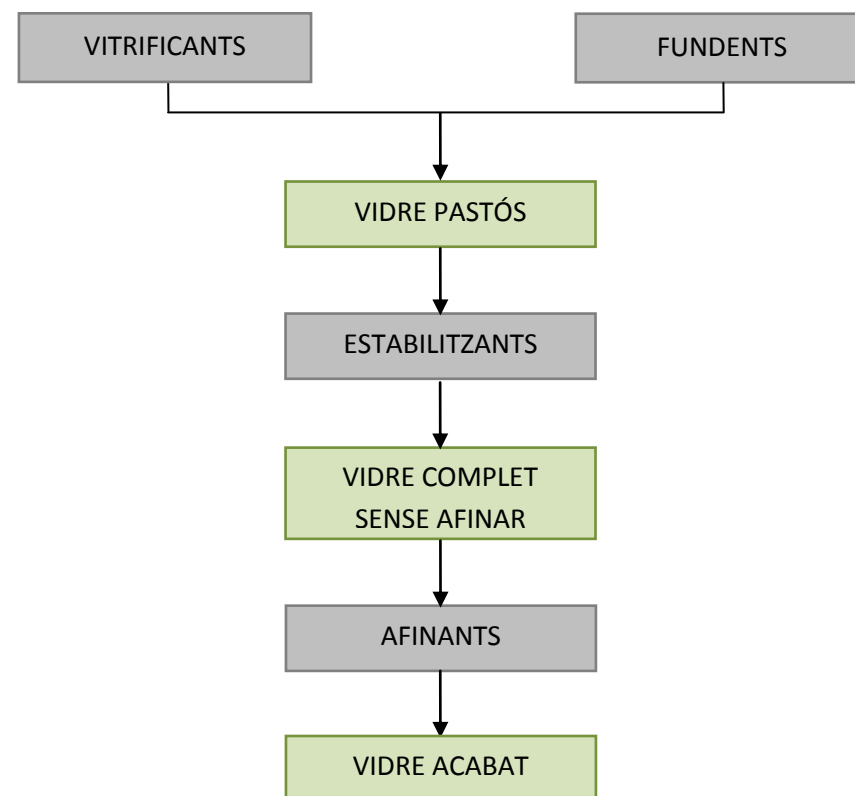 VITRIFICANTS
FUNDENTS
VIDRE PASTÓS
ESTABILITZANTS
VIDRE COMPLET
SENSE AFINAR
AFINANTS
VIDRE ACABAT